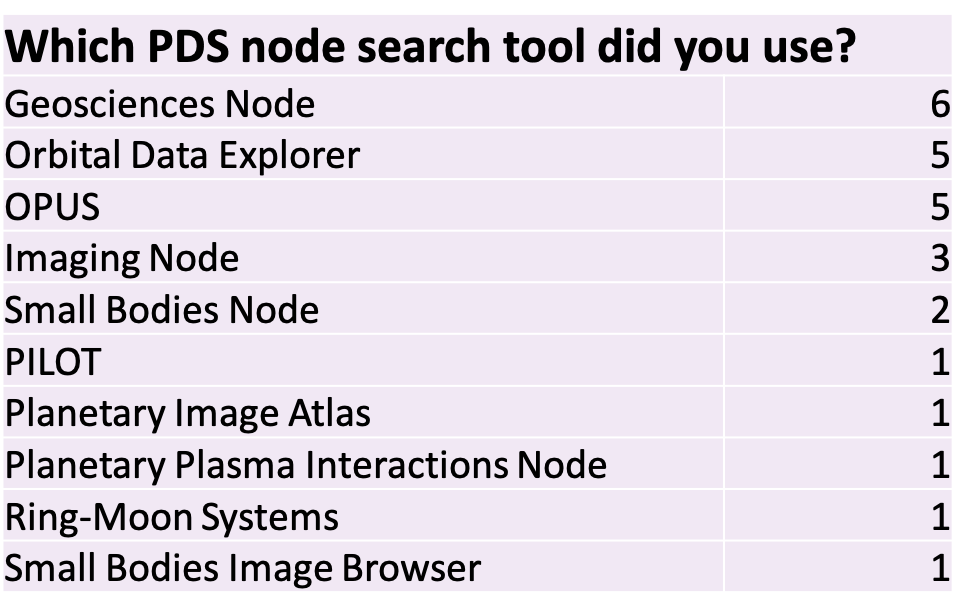 Which PDS node search tool did you use?
Geosciences Node 6
Orbital Data Explorer 5
OPUS 5
Imaging Node 3
Small Bodies Node 2
PILOT 1
Planetary Image Atlas 1
Planetary Plasma Interactions Node 1
Ring-Moon Systems 1
Small Bodies Image Browser 1